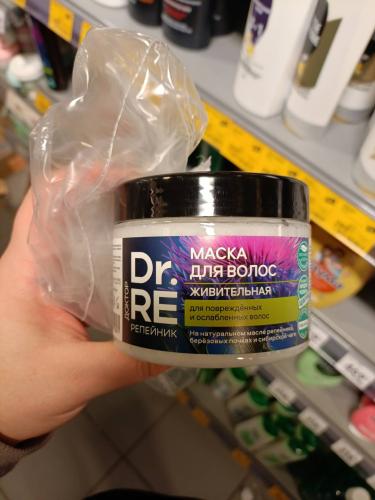 ДОКТОР
Dr.
RE
РЕПЕЙНИК
МАСКА
ДЛЯ ВОЛОС
ЖИВИТЕЛЬНАЯ
для повреждённых
и ослабленных волос
На натуральном масле репейника,
берёзовых почках и сибирской чаге